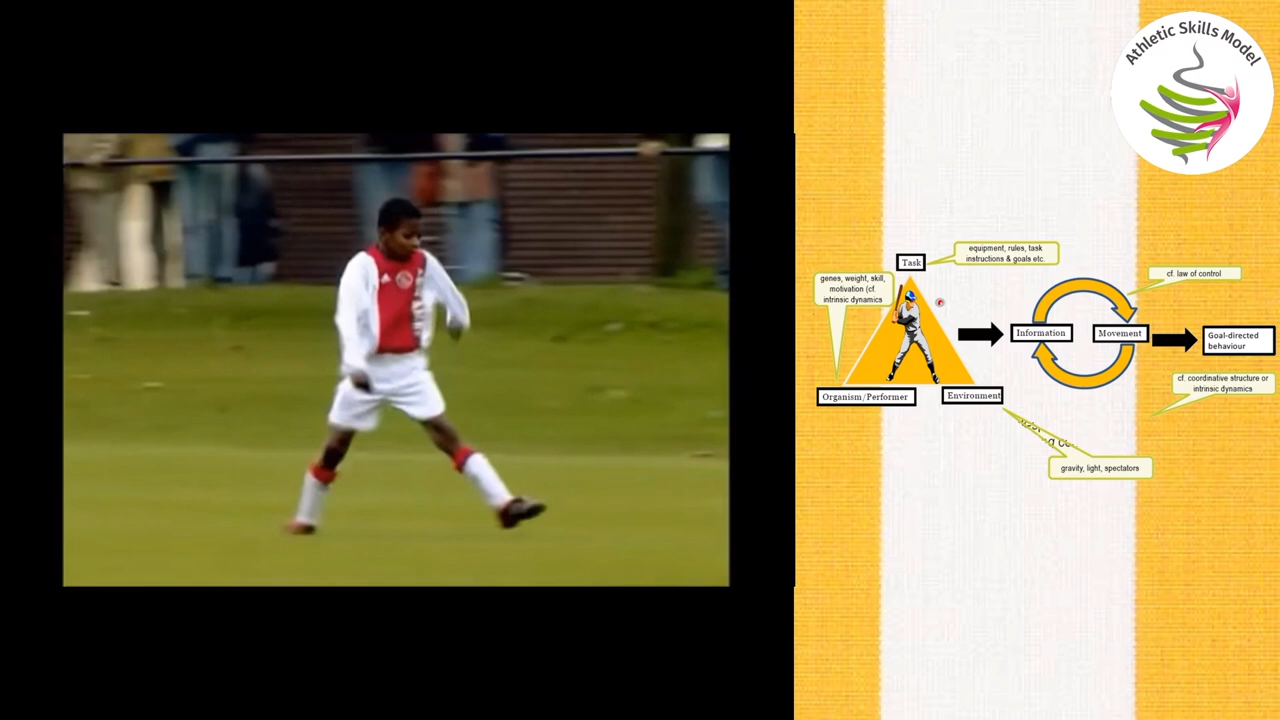 Athletic Skills Model
equipment, rules, task
instructions & goals etc.
Task
genes, weight, skill,
motivation (cf.
intrinsic dynamics
cf. law of control
Information
Movement
Goal-directed
behaviour
cf. coordinative structure or
intrinsic dynamics
Organism/Performer
Environment
gravity, light, spectators